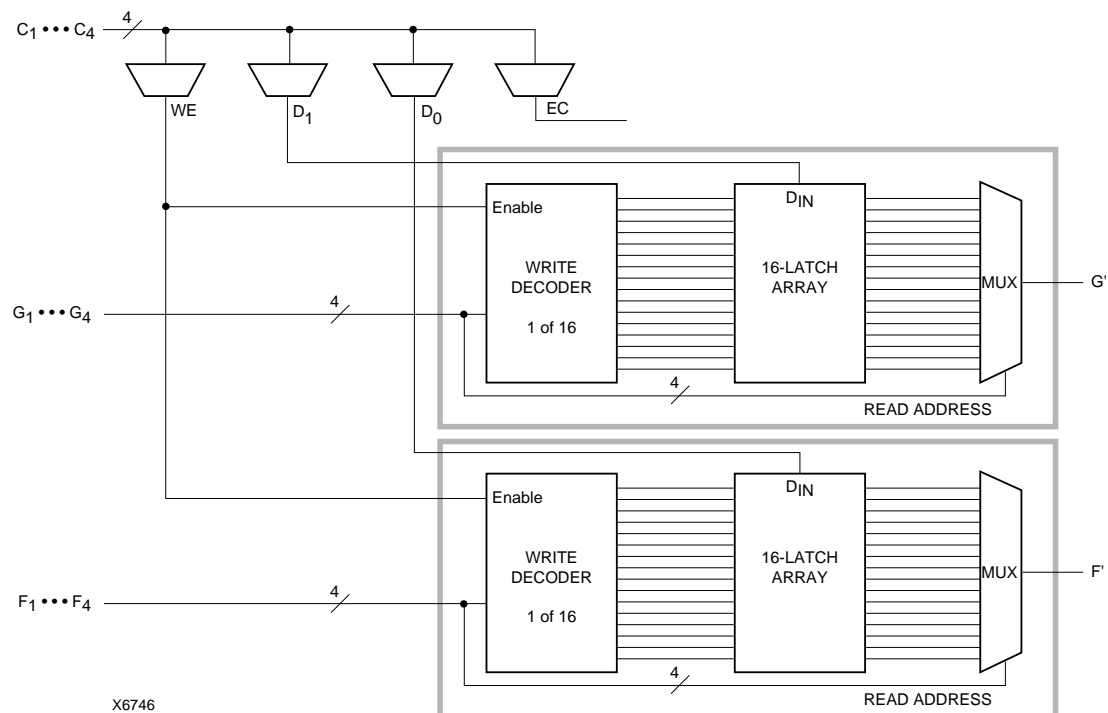 C1 ••• C4
4
WE
D1
D0
EC
Enable
WRITE
DECODER
1 of 16
DIN
16-LATCH
ARRAY
MUX
G'
G1 ••• G4
4
4
READ ADDRESS
Enable
WRITE
DECODER
1 of 16
DIN
16-LATCH
ARRAY
MUX
F'
F1 ••• F4
4
4
READ ADDRESS
X6746